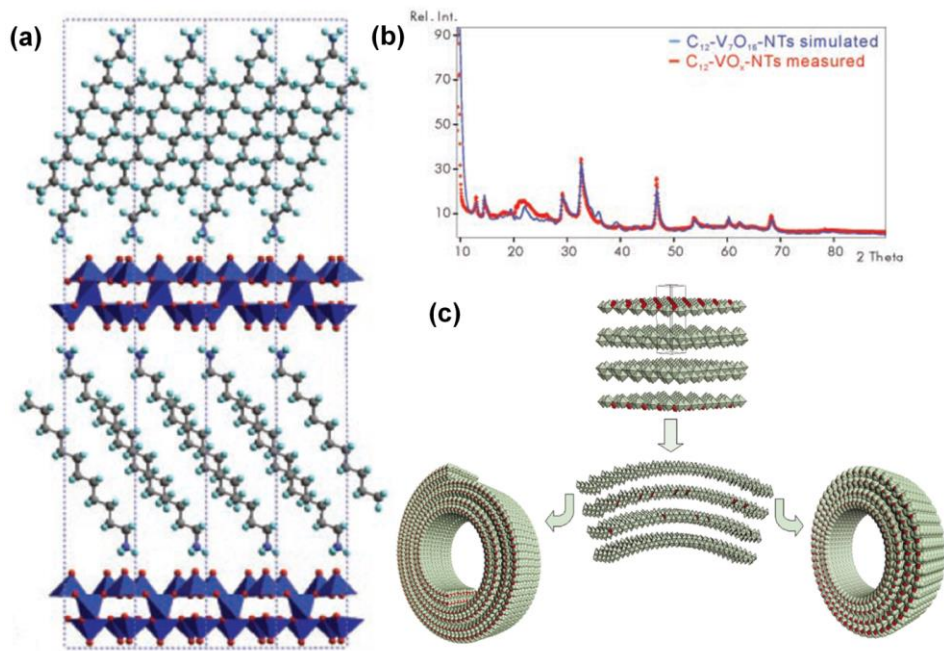 (a)
(b)
Rel. Int.
90
70
50
30
10
C₁₂-V₇O₁₆-NTs simulated
C₁₂-VOₓ-NTs measured
10 20 30 40 50 60 70 80
2 Theta
(c)